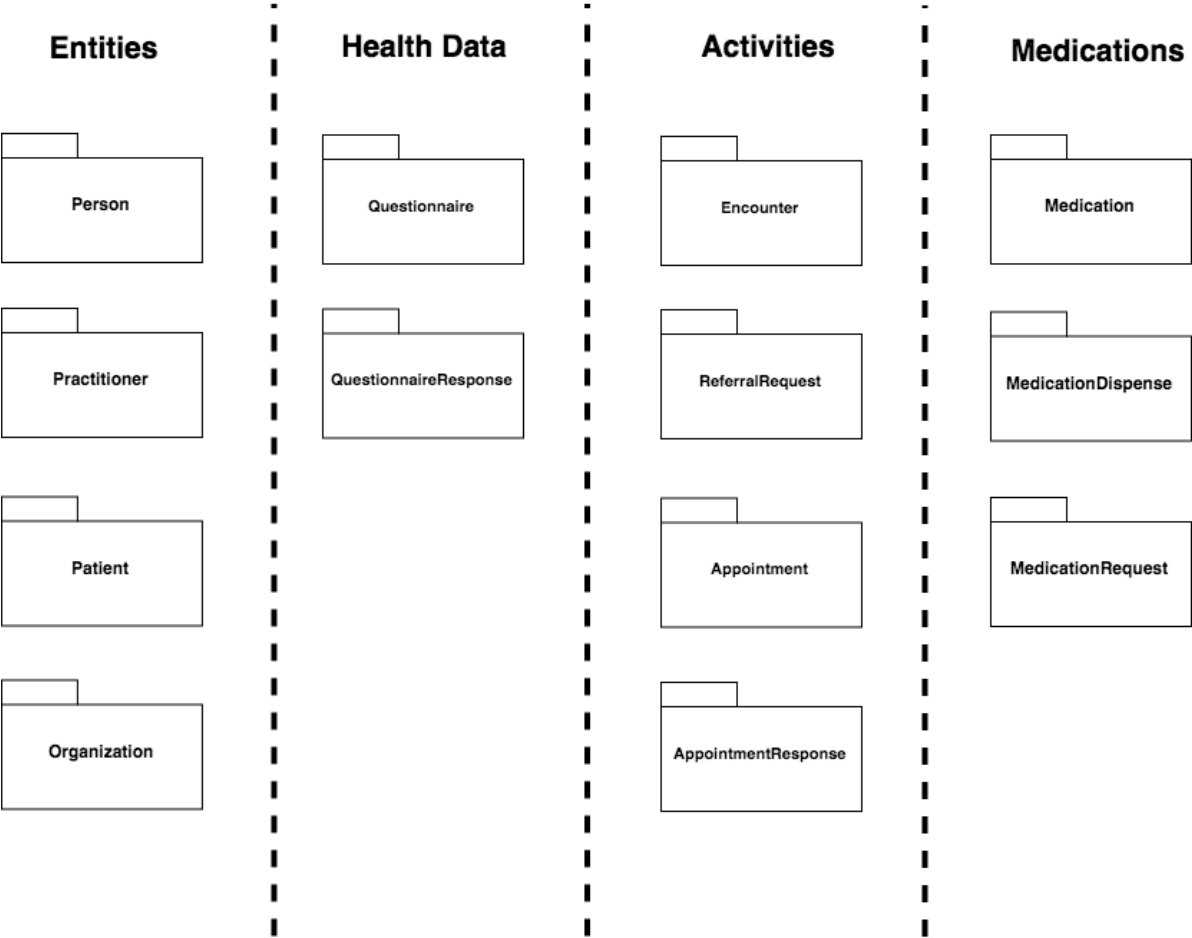 Entities
Health Data
Activities
Medications
Person
Questionnaire
Encounter
Medication
Practitioner
QuestionnaireResponse
ReferralRequest
MedicationDispense
Patient
Appointment
MedicationRequest
Organization
AppointmentResponse